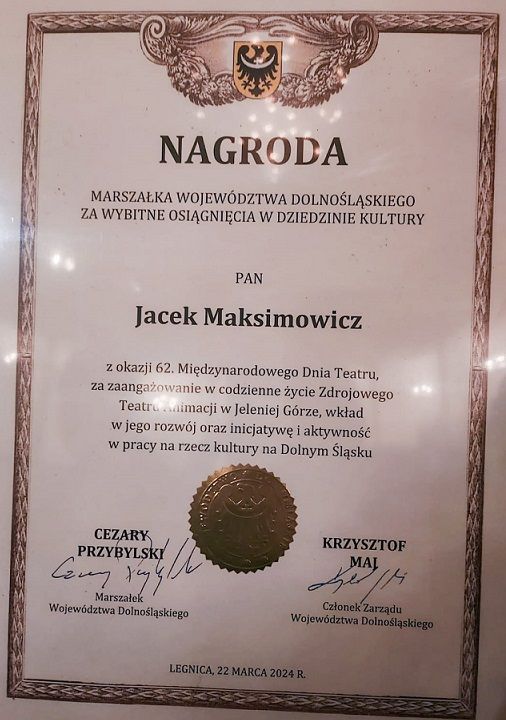 NAGRODA
MARSZAŁKA WOJEWÓDZTWA DOLNOŚLĄSKIEGO
ZA WYBITNE OSIĄGNIĘCIA W DZIEDZINIE KULTURY
PAN
Jacek Maksimowicz
z okazji 62. Międzynarodowego Dnia Teatru,
za zaangażowanie w codzienne życie Zdrojowego
Teatru Animacji w Jeleniej Górze, wkład
w jego rozwój oraz inicjatywę i aktywność
w pracy na rzecz kultury na Dolnym Śląsku
CEZARY
PRZYBYLSKI
Marszałek
Województwa Dolnośląskiego
KRZYSZTOF
MAJ
Członek Zarządu
Województwa Dolnośląskiego
LEGNICA, 22 MARCA 2024 R.